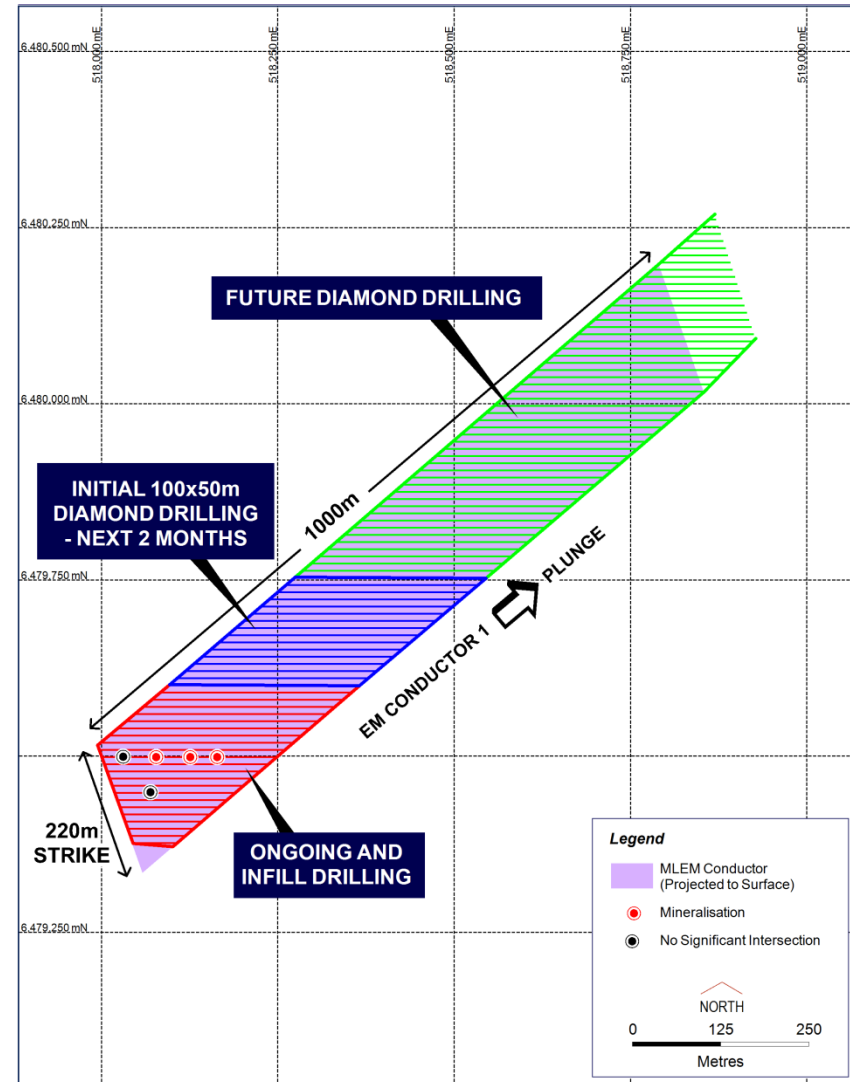 518,000 mE
518,250 mE
518,500 mE
518,750 mE
519,000 mE
6,480,500 mN
6,480,250 mN
FUTURE DIAMOND DRILLING
6,480,000 mN
INITIAL 100x50m
DIAMOND DRILLING
- NEXT 2 MONTHS
1000m
6,479,750 mN
PLUNGE
EM CONDUCTOR 1
220m
STRIKE
ONGOING AND
INFILL DRILLING
6,479,250 mN
Legend
MLEM Conductor
(Projected to Surface)
Mineralisation
No Significant Intersection
NORTH
0 125 250
Metres